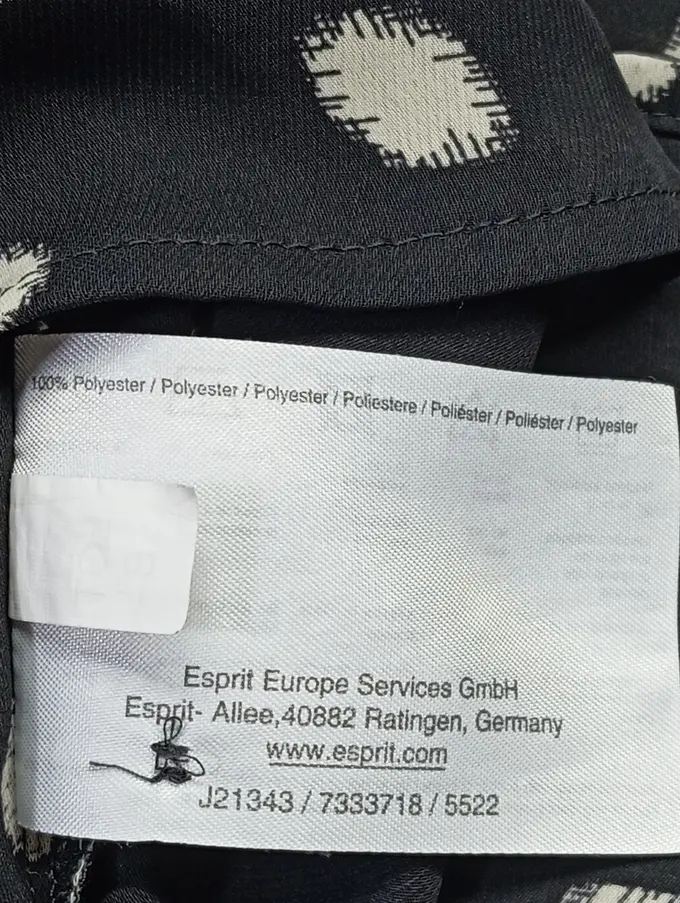 100% Polyester / Polyester / Polyester / Poliestere / Poliéster / Poliéster / Polyester
Esprit Europe Services GmbH
Esprit- Allee,40882 Ratingen, Germany
www.esprit.com
J21343 / 7333718 / 5522